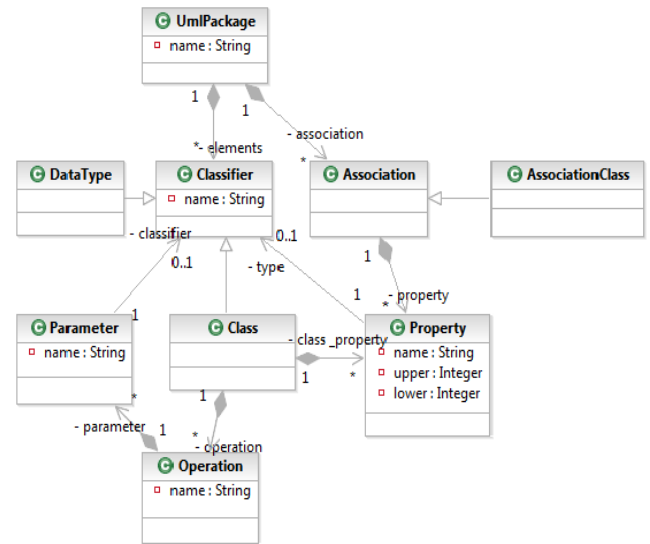 C UmlPackage
name : String
1
1
- association
*- elements
*
C DataType
C Classifier
name : String
C Association
C AssociationClass
- classifier
0..1
0..1
1
- type
1
1
- property
*
C Parameter
name : String
C Class
- class_property
1
*
C Property
name : String
upper : Integer
lower : Integer
1
*
- parameter
1
*
- operation
C Operation
name : String